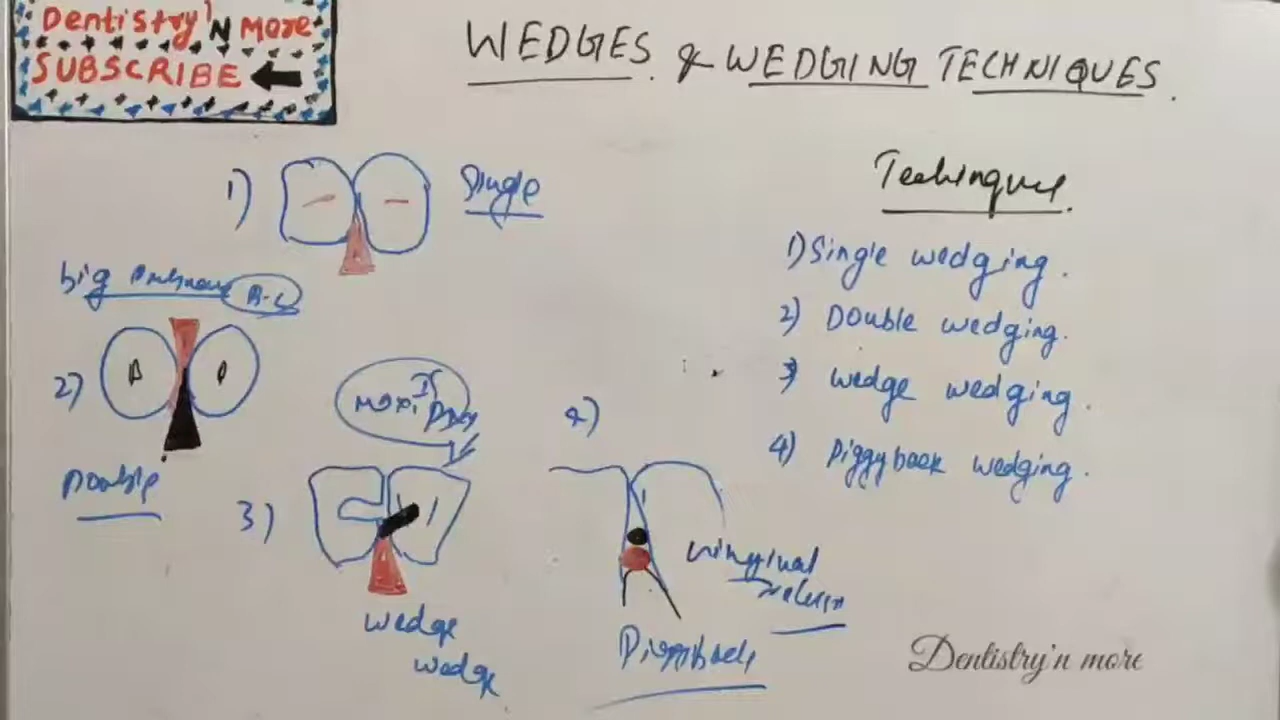 Dentistry'N More
SUBSCRIBE
WEDGES & WEDGING TECHNIQUES.
1) Single
big
B-L
2)
Double
3)
wedge
wedge
4)
Piggyback
Techinques.
1) Single wedging.
2) Double wedging.
3) wedge wedging.
4) Piggyback wedging.
Dentistry'n more